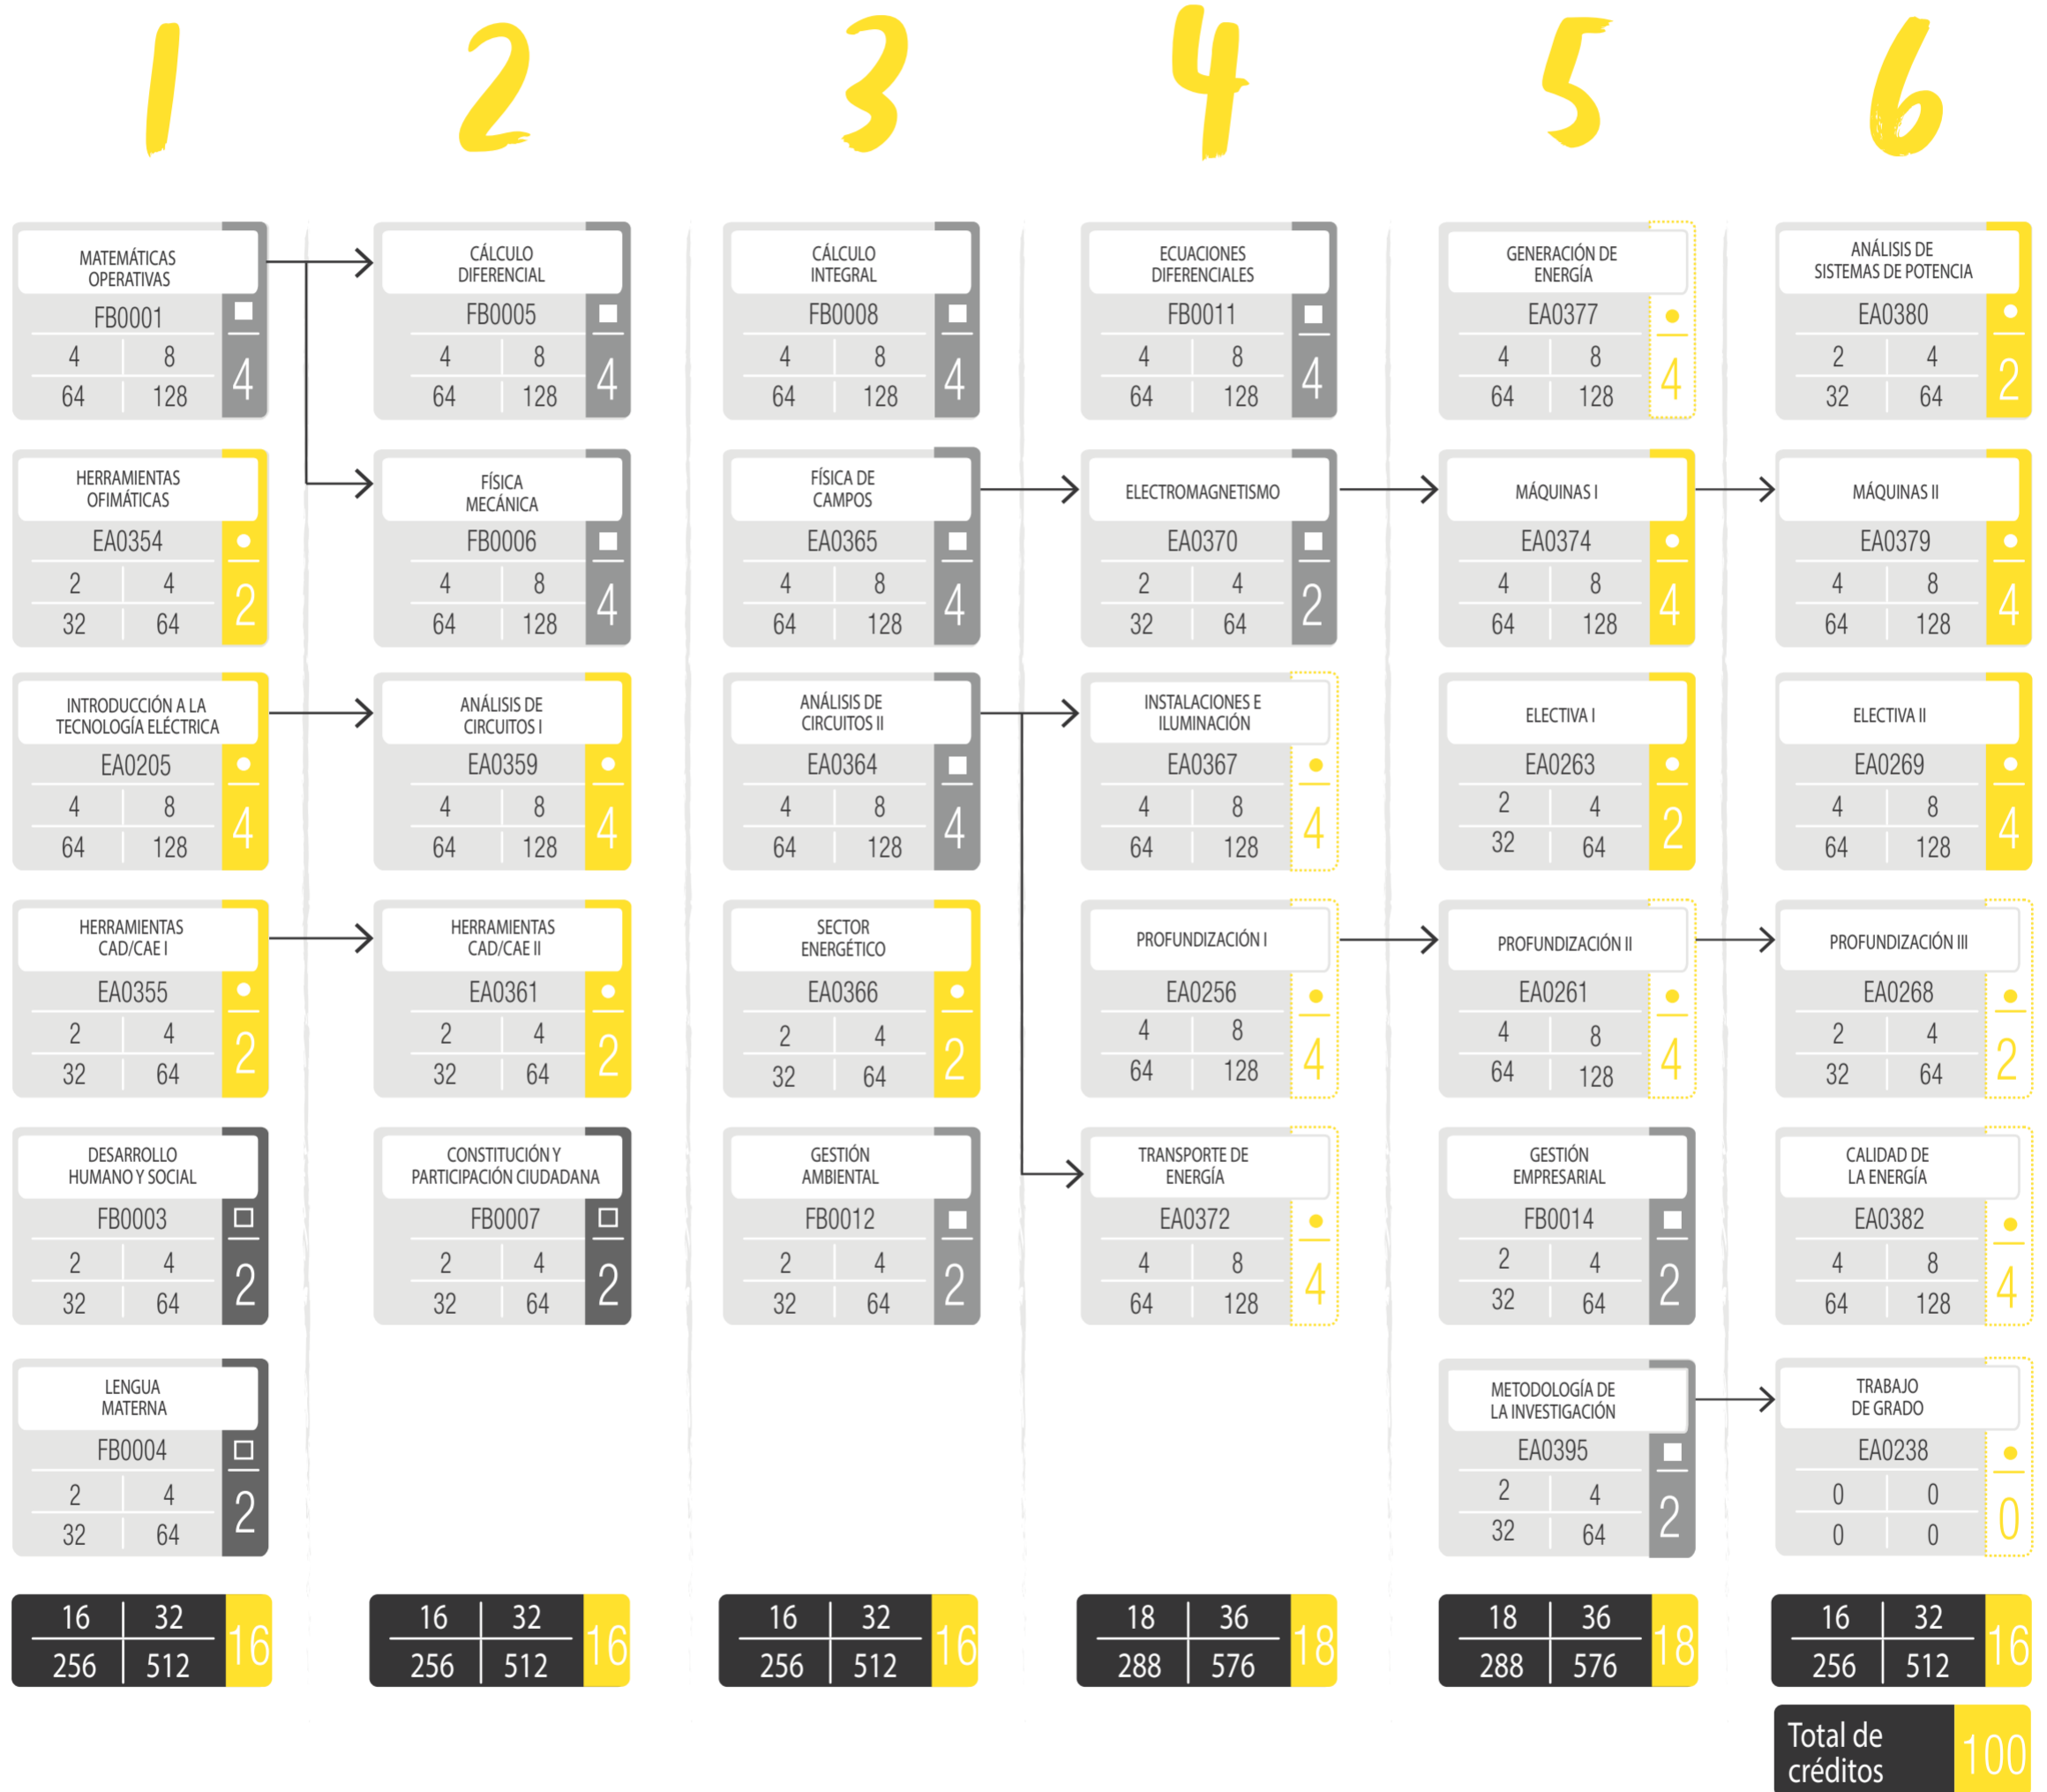 1
2
3
4
5
6
MATEMÁTICAS
OPERATIVAS
FB0001
4 8
64 128
4
HERRAMIENTAS
OFIMÁTICAS
EA0354
2 4
32 64
2
INTRODUCCIÓN A LA
TECNOLOGÍA ELÉCTRICA
EA0205
4 8
64 128
4
HERRAMIENTAS
CAD/CAE I
EA0355
2 4
32 64
2
DESARROLLO
HUMANO Y SOCIAL
FB0003
2 4
32 64
2
LENGUA
MATERNA
FB0004
2 4
32 64
2
16 32
256 512
16
CÁLCULO
DIFERENCIAL
FB0005
4 8
64 128
4
FÍSICA
MECÁNICA
FB0006
4 8
64 128
4
ANÁLISIS DE
CIRCUITOS I
EA0359
4 8
64 128
4
HERRAMIENTAS
CAD/CAE II
EA0361
2 4
32 64
2
CONSTITUCIÓN Y
PARTICIPACIÓN CIUDADANA
FB0007
2 4
32 64
2
16 32
256 512
16
CÁLCULO
INTEGRAL
FB0008
4 8
64 128
4
FÍSICA DE
CAMPOS
EA0365
4 8
64 128
4
ANÁLISIS DE
CIRCUITOS II
EA0364
4 8
64 128
4
SECTOR
ENERGÉTICO
EA0366
2 4
32 64
2
GESTIÓN
AMBIENTAL
FB0012
2 4
32 64
2
16 32
256 512
16
ECUACIONES
DIFERENCIALES
FB0011
4 8
64 128
4
ELECTROMAGNETISMO
EA0370
2 4
32 64
2
INSTALACIONES E
ILUMINACIÓN
EA0367
4 8
64 128
4
PROFUNDIZACIÓN I
EA0256
4 8
64 128
4
TRANSPORTE DE
ENERGÍA
EA0372
4 8
64 128
4
18 36
288 576
18
GENERACIÓN DE
ENERGÍA
EA0377
4 8
64 128
4
MÁQUINAS I
EA0374
4 8
64 128
4
ELECTIVA I
EA0263
2 4
32 64
2
PROFUNDIZACIÓN II
EA0261
4 8
64 128
4
GESTIÓN
EMPRESARIAL
FB0014
2 4
32 64
2
METODOLOGÍA DE
LA INVESTIGACIÓN
EA0395
2 4
32 64
2
18 36
288 576
18
ANÁLISIS DE
SISTEMAS DE POTENCIA
EA0380
2 4
32 64
2
MÁQUINAS II
EA0379
4 8
64 128
4
ELECTIVA II
EA0269
4 8
64 128
4
PROFUNDIZACIÓN III
EA0268
2 4
32 64
2
CALIDAD DE
LA ENERGÍA
EA0382
4 8
64 128
4
TRABAJO
DE GRADO
EA0238
0 0
0 0
0
16 32
256 512
16
Total de
créditos
100